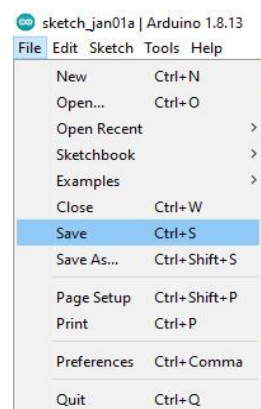 sketch_jan01a | Arduino 1.8.13
File Edit Sketch Tools Help
New Ctrl+N
Open... Ctrl+O
Open Recent >
Sketchbook >
Examples >
Close Ctrl+W
Save Ctrl+S
Save As... Ctrl+Shift+S
Page Setup Ctrl+Shift+P
Print Ctrl+P
Preferences Ctrl+Comma
Quit Ctrl+Q